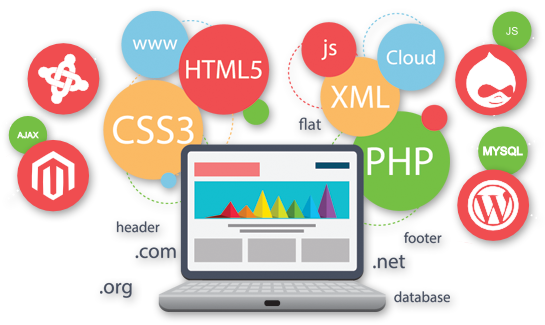 www
HTML5
js
Cloud
JS
XML
AJAX
CSS3
flat
PHP
MYSQL
header
.com
footer
.net
.org
database